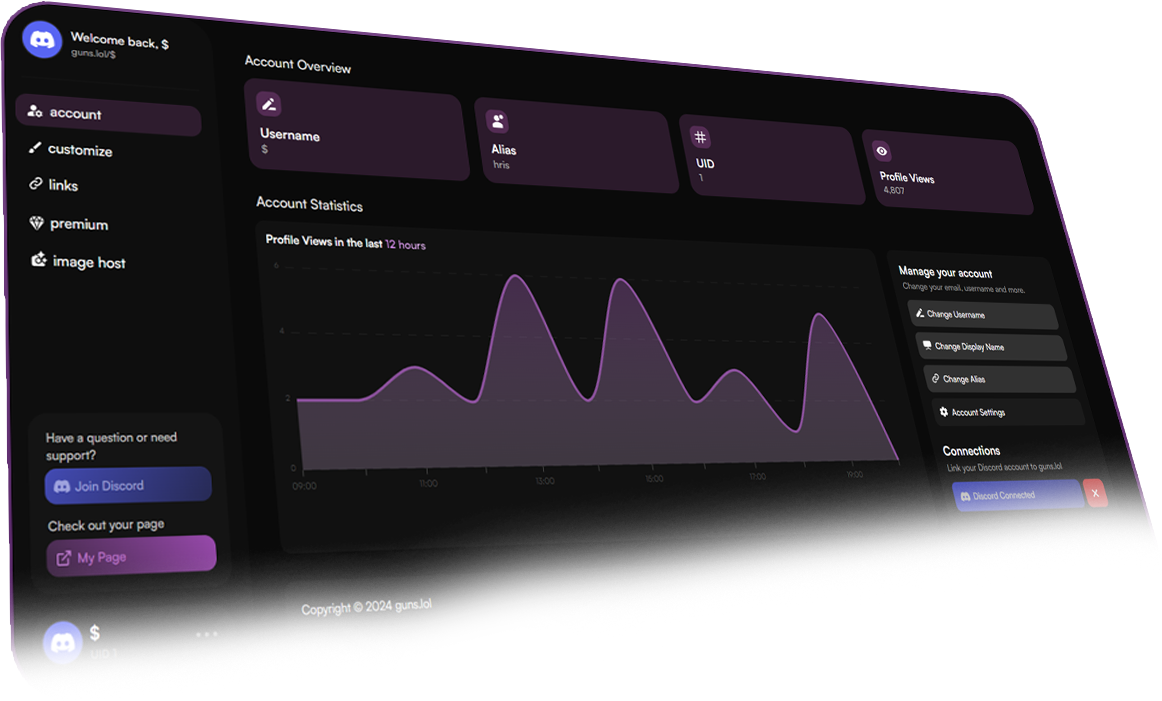 Welcome back, $
guns.lol/$
account
customize
links
premium
image host
Have a question or need
support?
Join Discord
Check out your page
My Page
$
UID 1
Account Overview
Username
$
Alias
hris
UID
1
Profile Views
4,807
Account Statistics
Profile Views in the last 12 hours
6
4
2
0
09:00
11:00
13:00
15:00
17:00
19:00
Manage your account
Change your email, username and more.
Change Username
Change Display Name
Change Alias
Account Settings
Connections
Link your Discord account to guns.lol
Discord Connected
X
Copyright © 2024 guns.lol